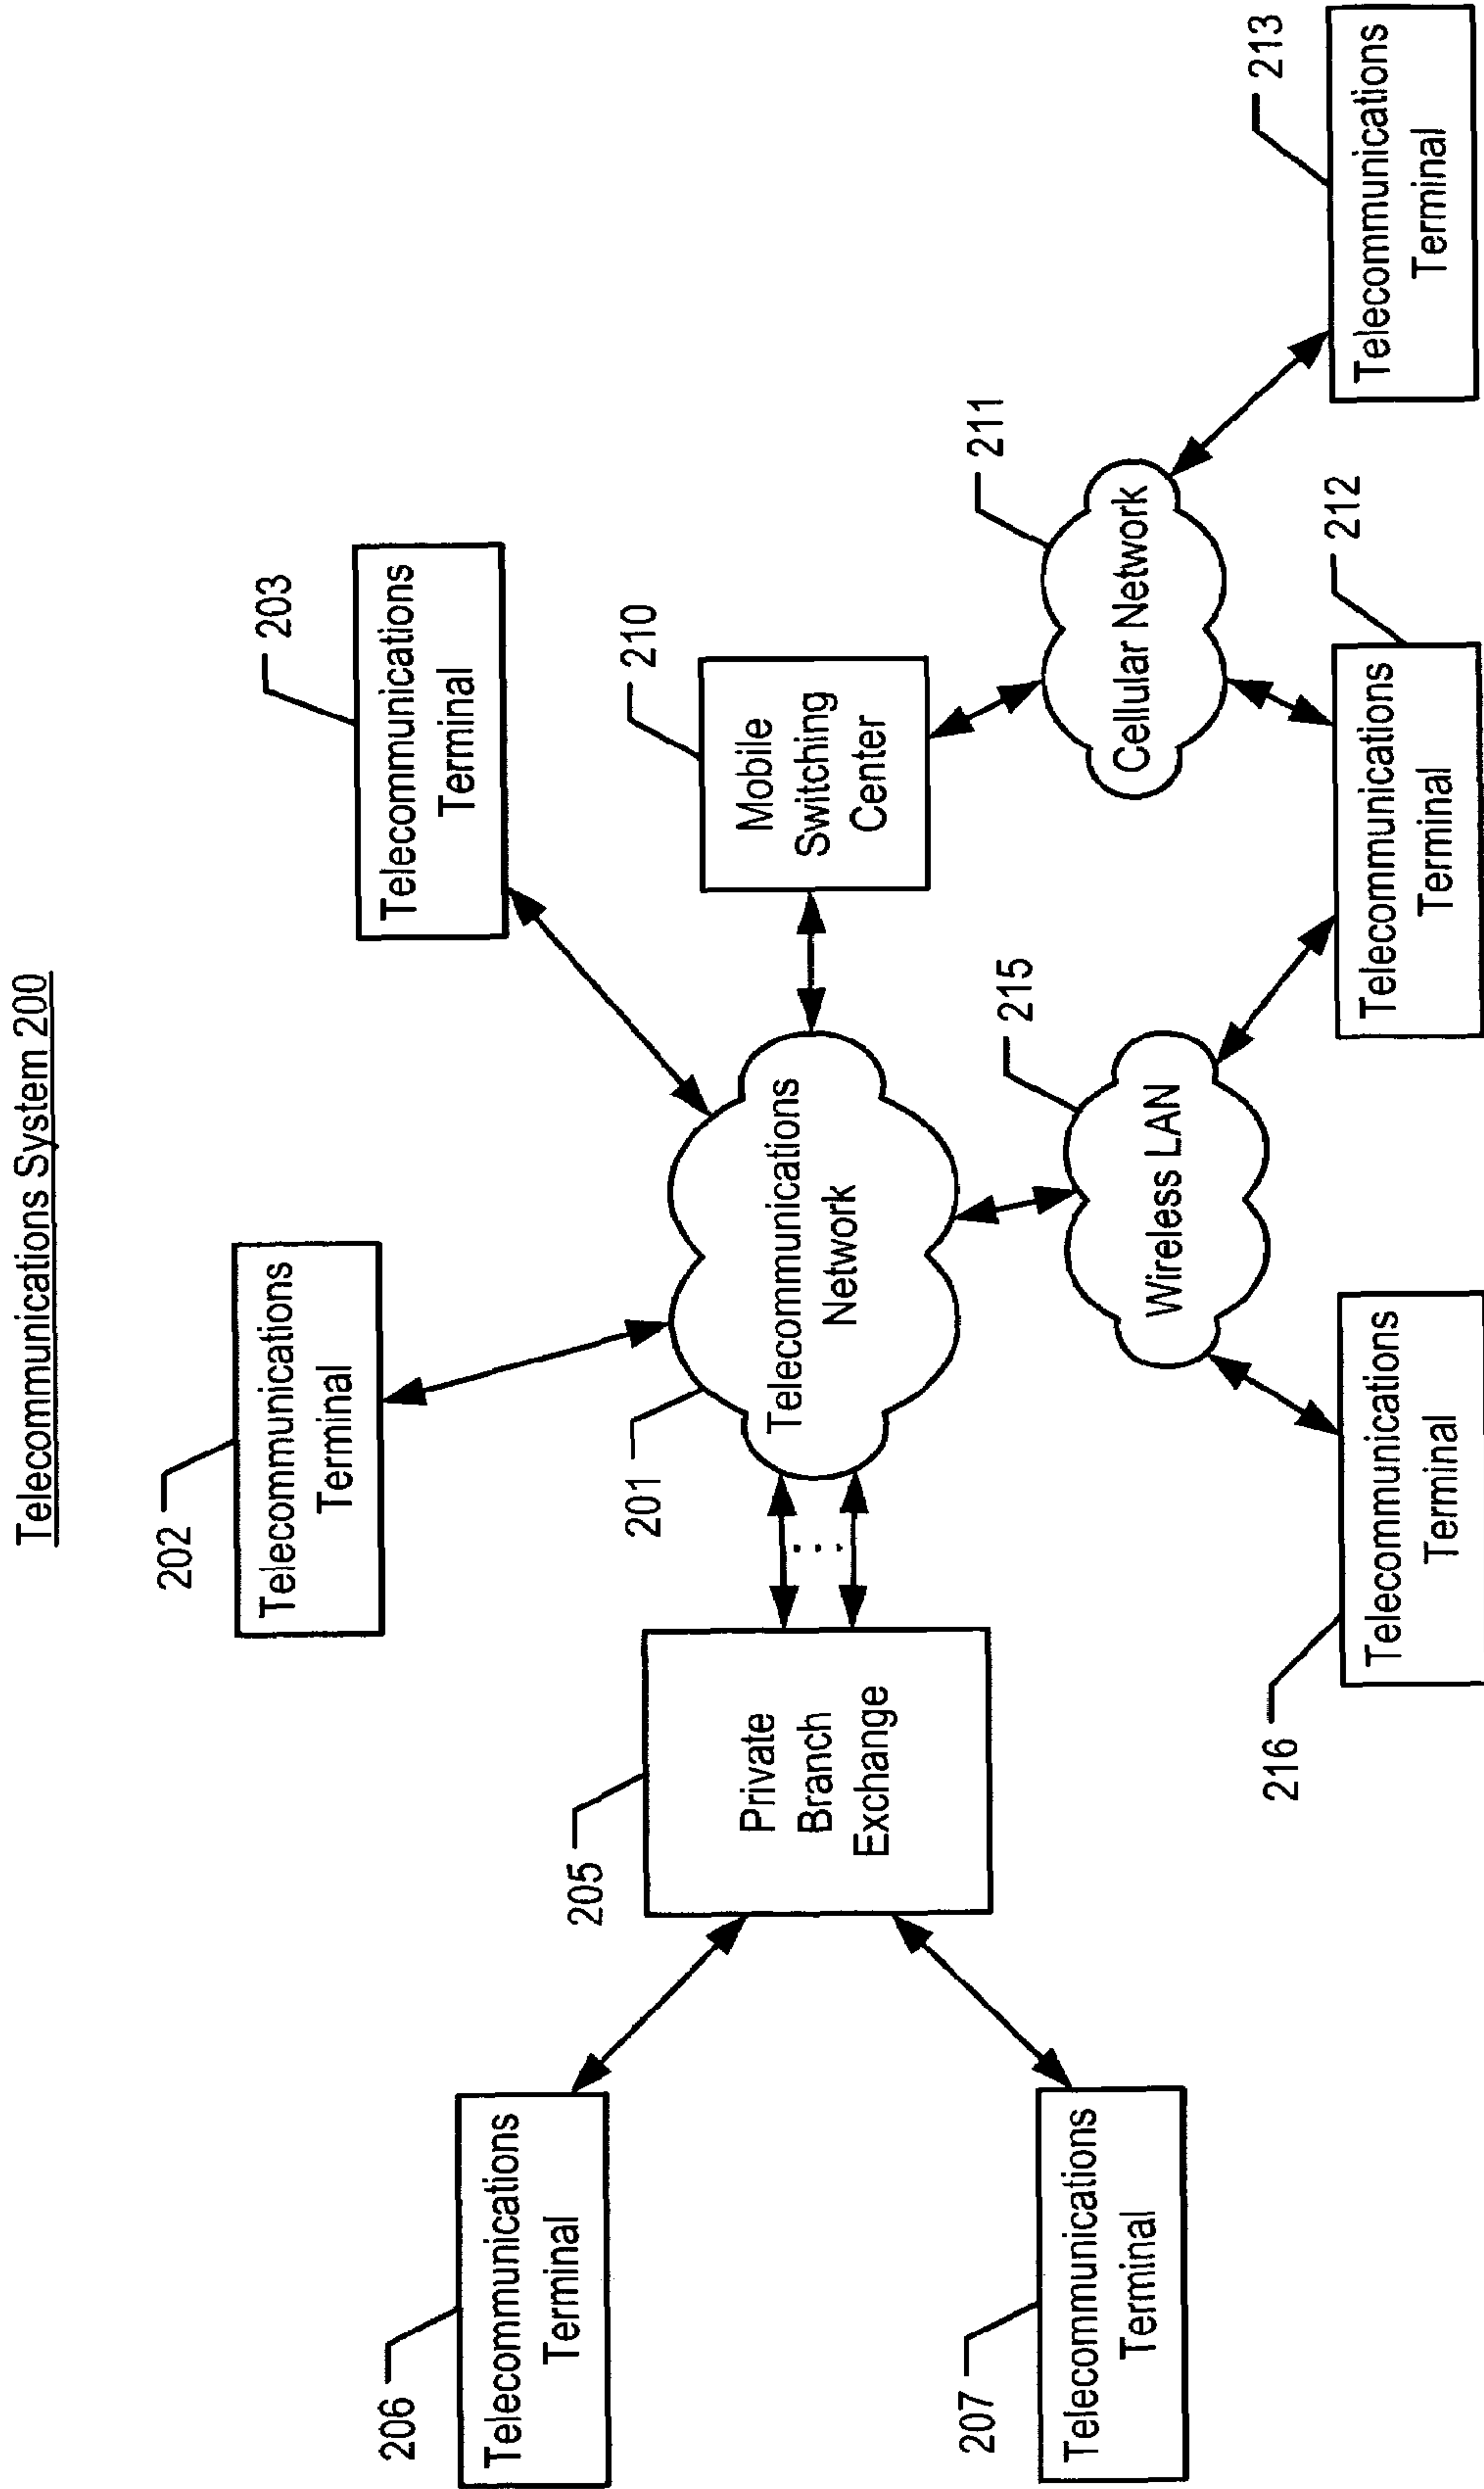 Telecommunications System 200
202
Telecommunications
Terminal
203
Telecommunications
Terminal
206
Telecommunications
Terminal
205
Private
Branch
Exchange
201
Telecommunications
Network
210
Mobile
Switching
Center
211
Cellular Network
215
Wireless LAN
207
Telecommunications
Terminal
216
Telecommunications
Terminal
212
Telecommunications
Terminal
213
Telecommunications
Terminal